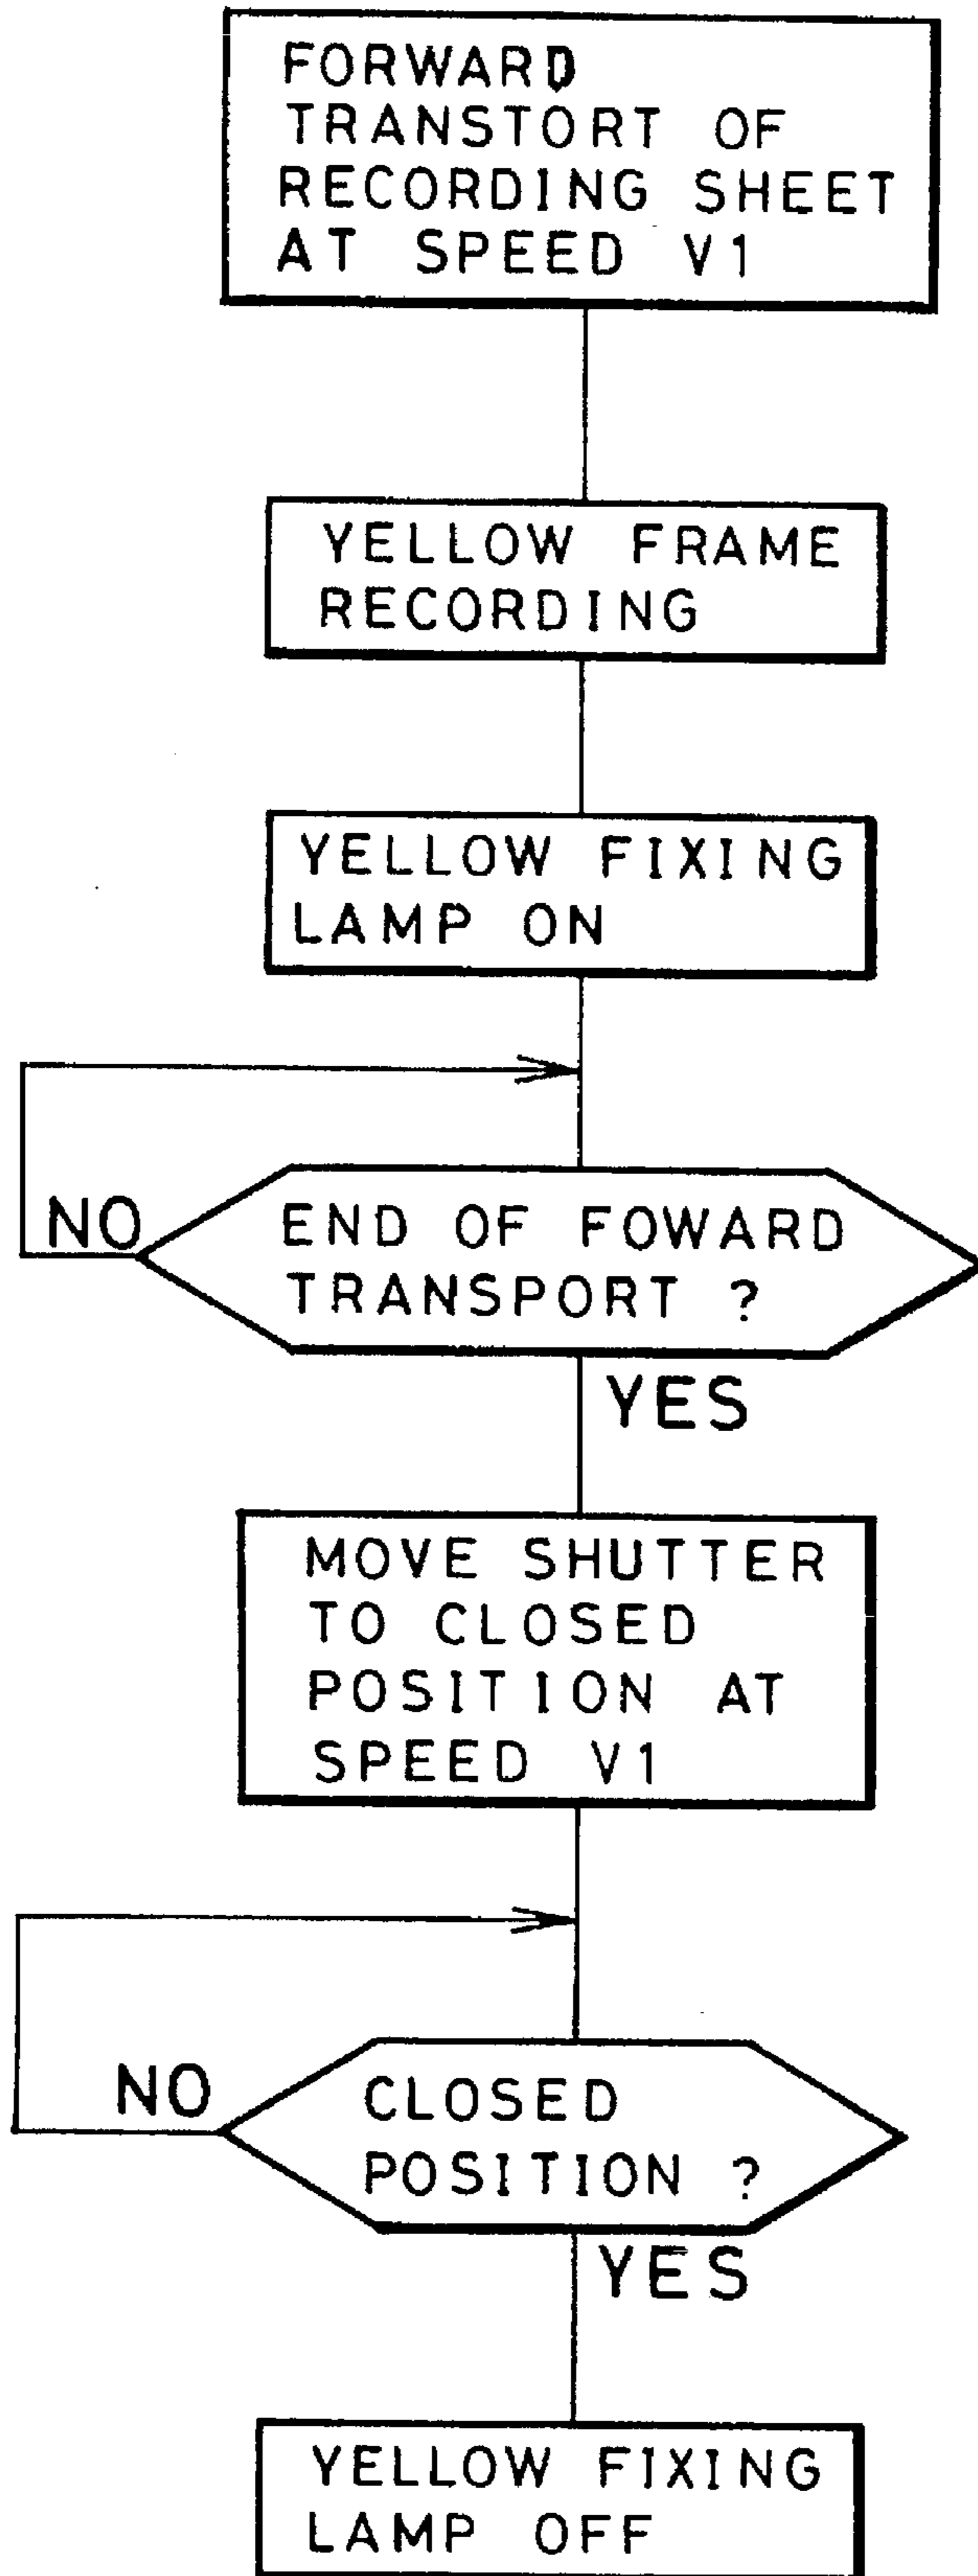 FORWARD
TRANSTORT OF
RECORDING SHEET
AT SPEED V1
YELLOW FRAME
RECORDING
YELLOW FIXING
LAMP ON
NO
END OF FOWARD
TRANSPORT ?
YES
MOVE SHUTTER
TO CLOSED
POSITION AT
SPEED V1
NO
CLOSED
POSITION ?
YES
YELLOW FIXING
LAMP OFF